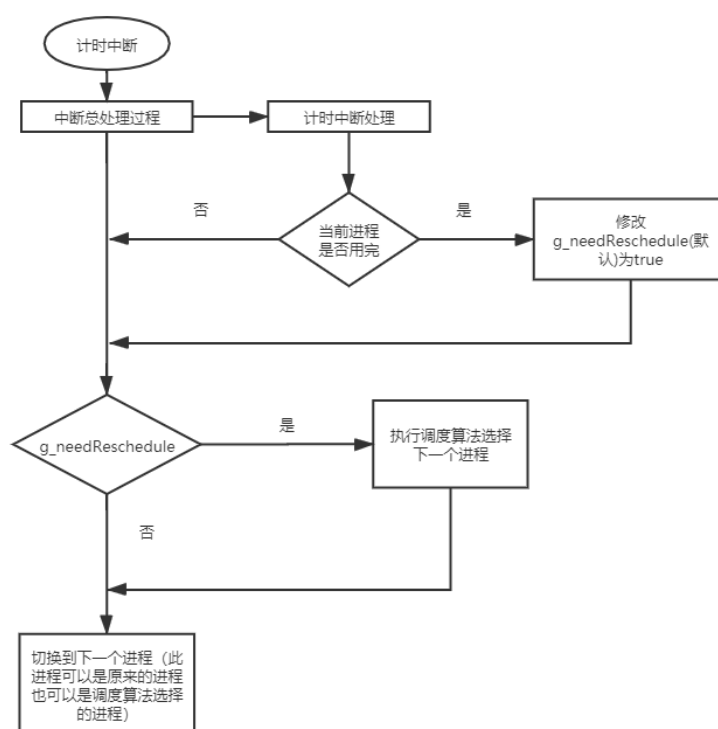 计时中断
中断总处理过程
计时中断处理
否
当前进程
是否用完
是
修改
g_needReschedule(默
认)为true
g_needReschedule
是
执行调度算法选择
下一个进程
否
切换到下一个进程（此
进程可以是原来的进程
也可以是调度算法选择
的进程）